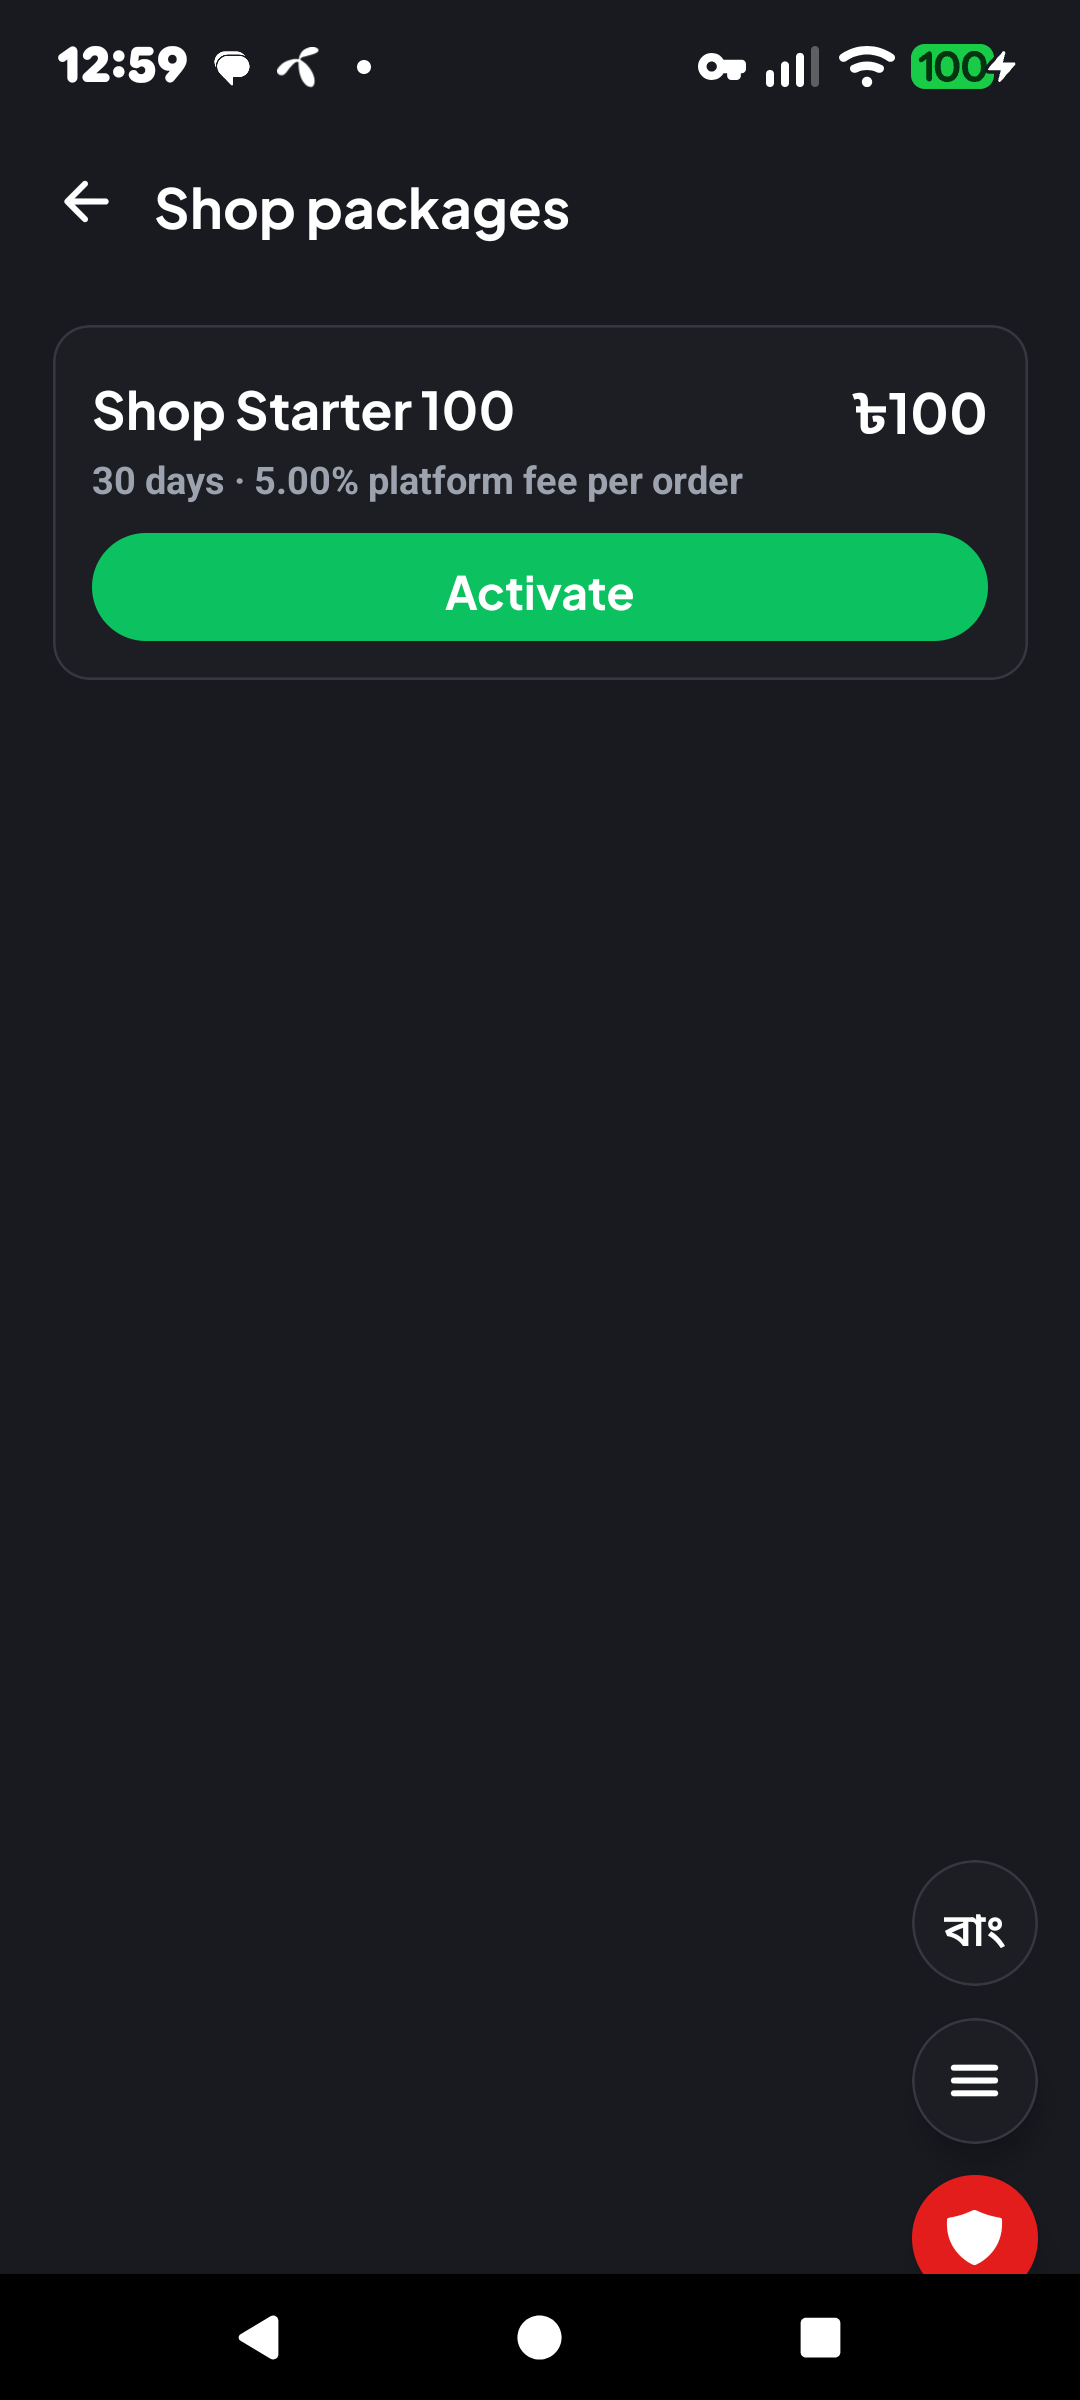 12:59
100
Shop packages
Shop Starter 100
৳100
30 days · 5.00% platform fee per order
Activate
বাং